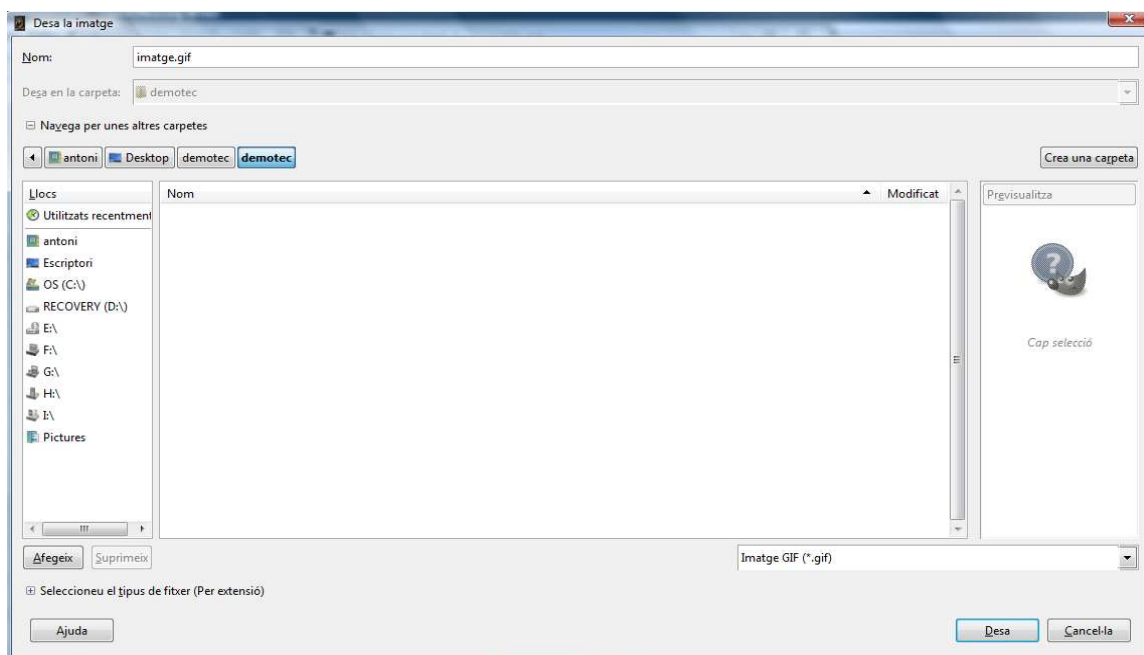 Desa la imatge
Nom: imatge.gif
Desa en la carpeta: demotec
Navega per unes altres carpetes
antoni Desktop demotec demotec Crea una carpeta
Llocs Nom Modificat Previsualitza
Utilitzats recentment
antoni
Escriptori
OS (C:\)
RECOVERY (D:\)
E:\
F:\
G:\
Cap selecció
H:\
I:\
Pictures
Afegeix Suprimeix Imatge GIF (*.gif)
Seleccioneu el tipus de fitxer (Per extensió)
Ajuda Desa Cancel·la